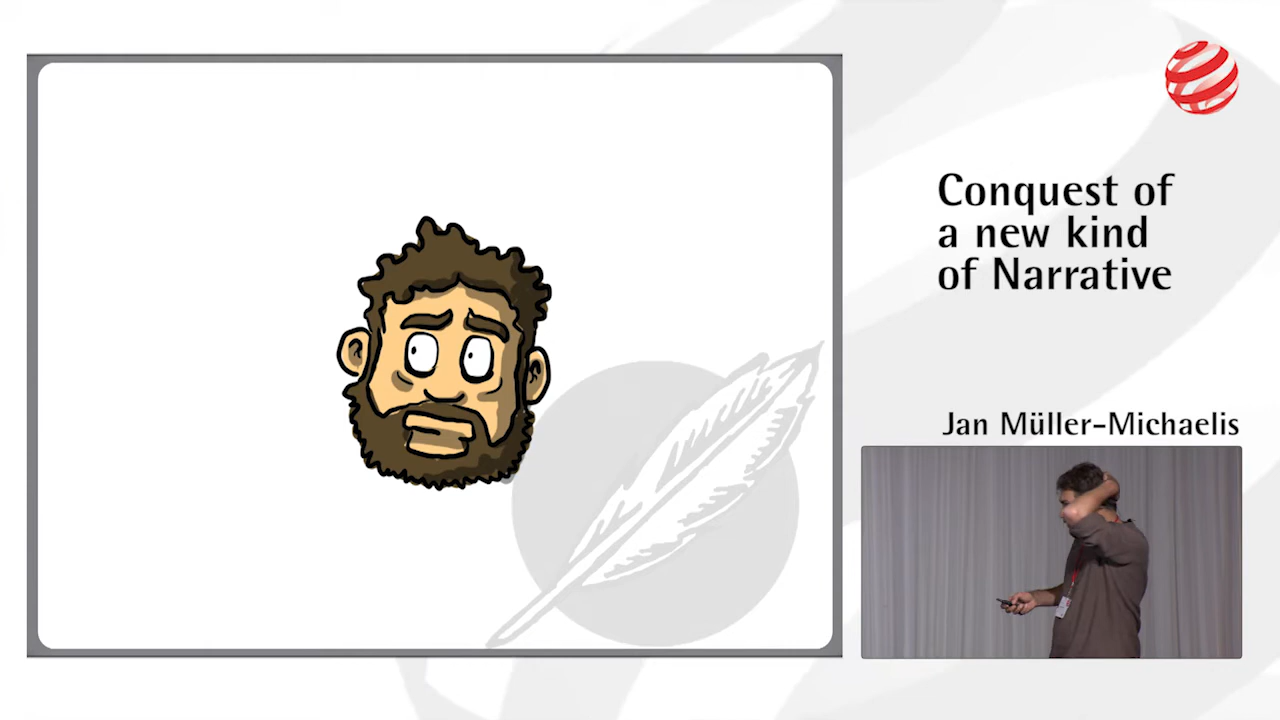 Conquest of
a new kind
of Narrative
Jan Müller-Michaelis